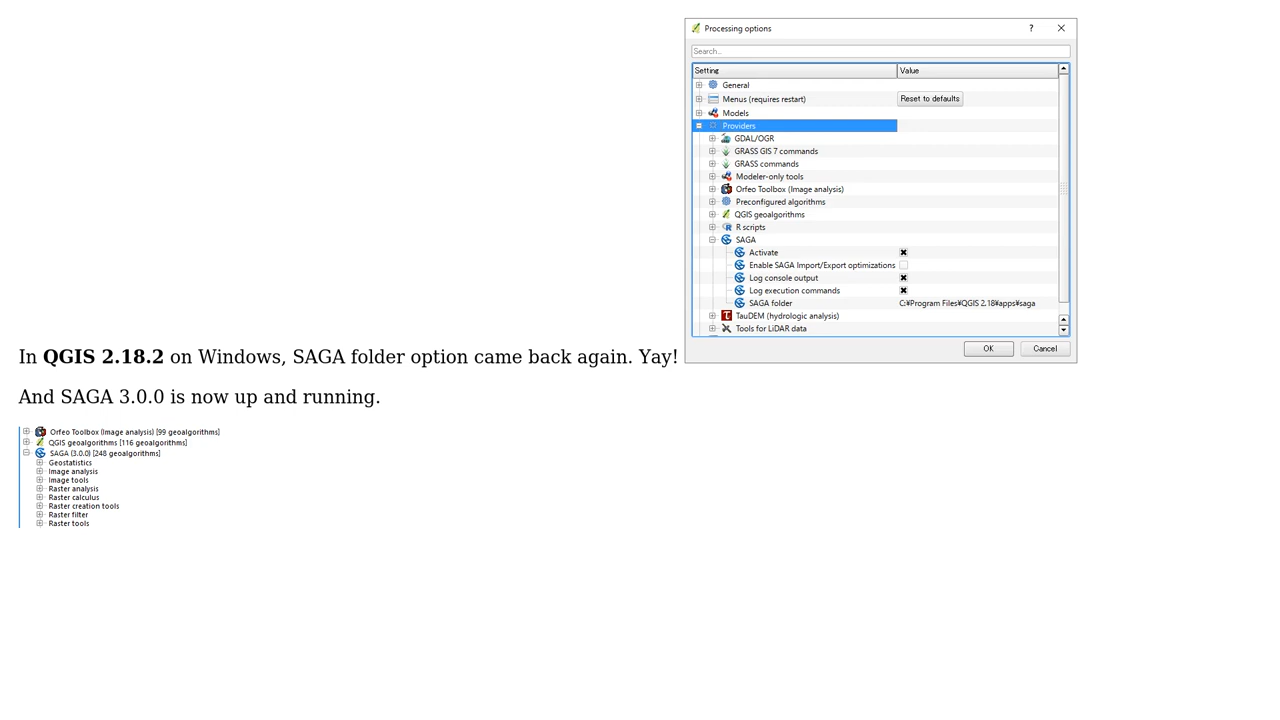 Processing options
?
Search...
Setting Value
General
Menus (requires restart) Reset to defaults
Models
Providers
GDAL/OGR
GRASS GIS 7 commands
GRASS commands
Modeler-only tools
Orfeo Toolbox (Image analysis)
Preconfigured algorithms
QGIS geoalgorithms
R scripts
SAGA
Activate
Enable SAGA Import/Export optimizations
Log console output
Log execution commands
SAGA folder C:¥Program Files¥QGIS 2.18¥apps¥saga
TauDEM (hydrologic analysis)
Tools for LiDAR data
OK Cancel
In QGIS 2.18.2 on Windows, SAGA folder option came back again. Yay!
And SAGA 3.0.0 is now up and running.
Orfeo Toolbox (Image analysis) [99 geoalgorithms]
QGIS geoalgorithms [116 geoalgorithms]
SAGA (3.0.0) [248 geoalgorithms]
Geostatistics
Image analysis
Image tools
Raster analysis
Raster calculus
Raster creation tools
Raster filter
Raster tools